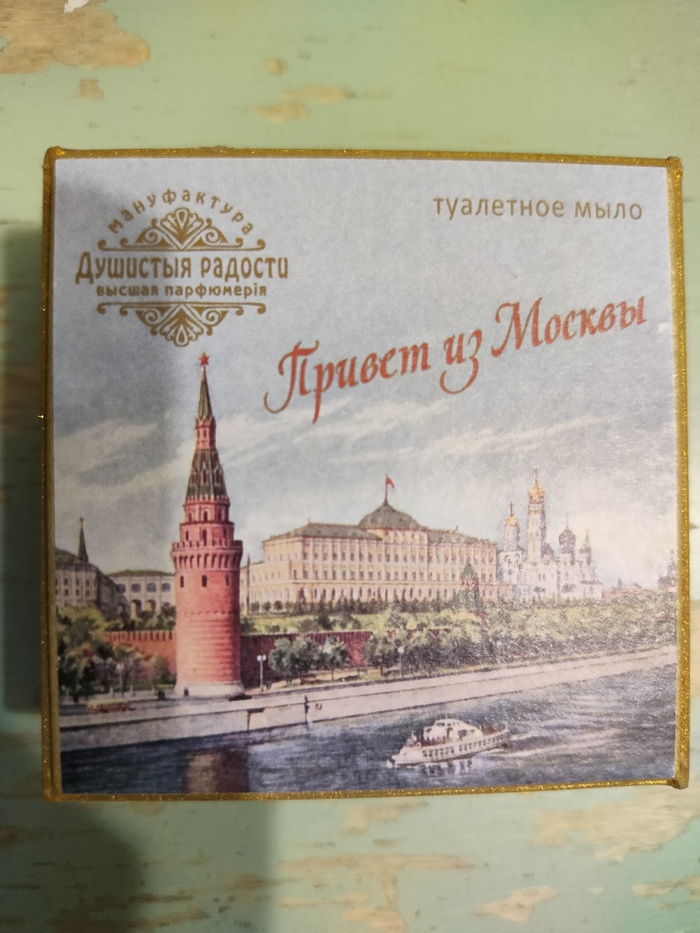 мануфактура
Душистыя радости
высшая парфюмерія
туалетное мыло
Привет из Москвы